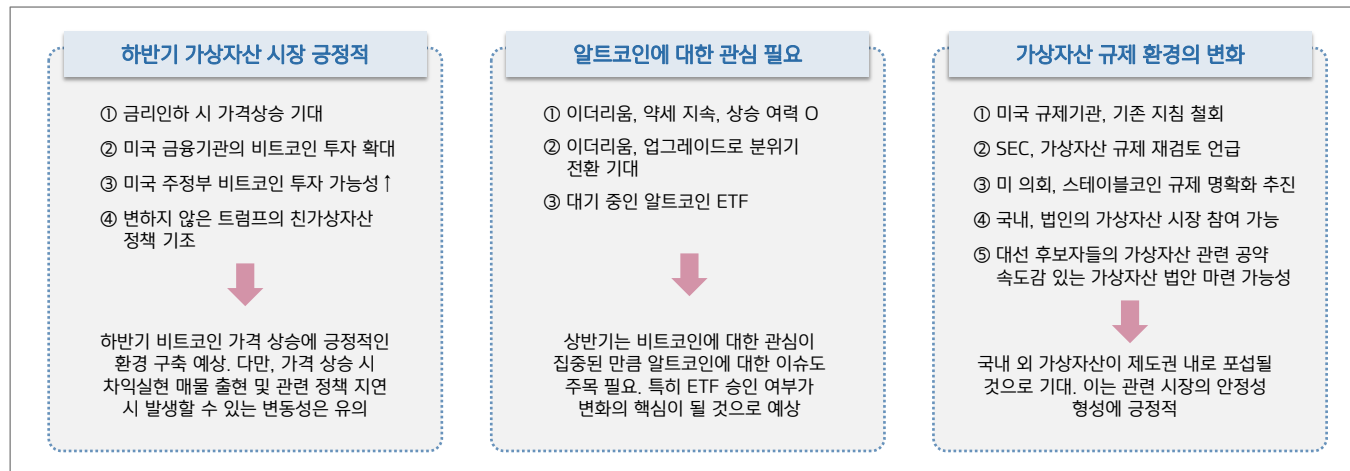 하반기 가상자산 시장 긍정적
① 금리인하 시 가격상승 기대
② 미국 금융기관의 비트코인 투자 확대
③ 미국 주정부 비트코인 투자 가능성↑
④ 변하지 않은 트럼프의 친가상자산
정책 기조
하반기 비트코인 가격 상승에 긍정적인
환경 구축 예상. 다만, 가격 상승 시
차익실현 매물 출현 및 관련 정책 지연
시 발생할 수 있는 변동성은 유의
알트코인에 대한 관심 필요
① 이더리움, 약세 지속, 상승 여력 O
② 이더리움, 업그레이드로 분위기
전환 기대
③ 대기 중인 알트코인 ETF
상반기는 비트코인에 대한 관심이
집중된 만큼 알트코인에 대한 이슈도
주목 필요. 특히 ETF 승인 여부가
변화의 핵심이 될 것으로 예상
가상자산 규제 환경의 변화
① 미국 규제기관, 기존 지침 철회
② SEC, 가상자산 규제 재검토 언급
③ 미 의회, 스테이블코인 규제 명확화 추진
④ 국내, 법인의 가상자산 시장 참여 가능
⑤ 대선 후보자들의 가상자산 관련 공약
속도감 있는 가상자산 법안 마련 가능성
국내 외 가상자산이 제도권 내로 포섭될
것으로 기대. 이는 관련 시장의 안정성
형성에 긍정적